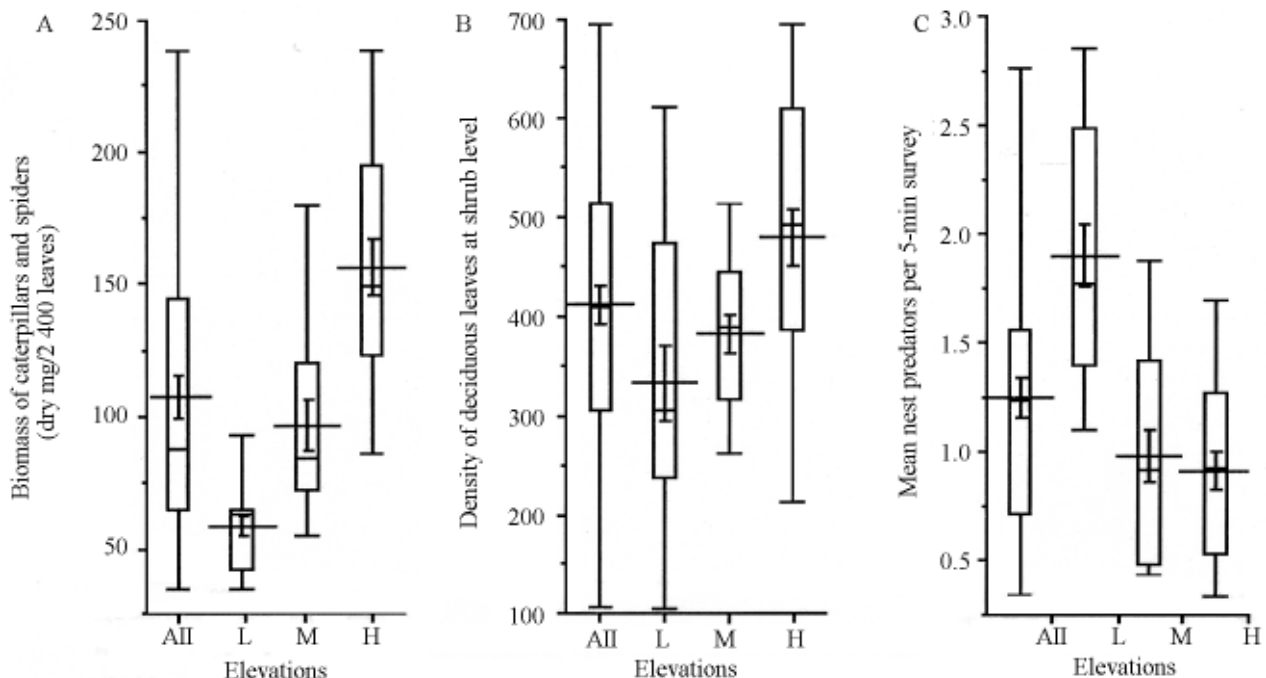 A
Biomass of caterpillars and spiders
(dry mg/2 400 leaves)
250
200
150
100
50
All L M H
Elevations
B
Density of deciduous leaves at shrub level
700
600
500
400
300
200
100
All L M H
Elevations
C
Mean nest predators per 5-min survey
3.0
2.5
2.0
1.5
1.0
0.5
All L M H
Elevations